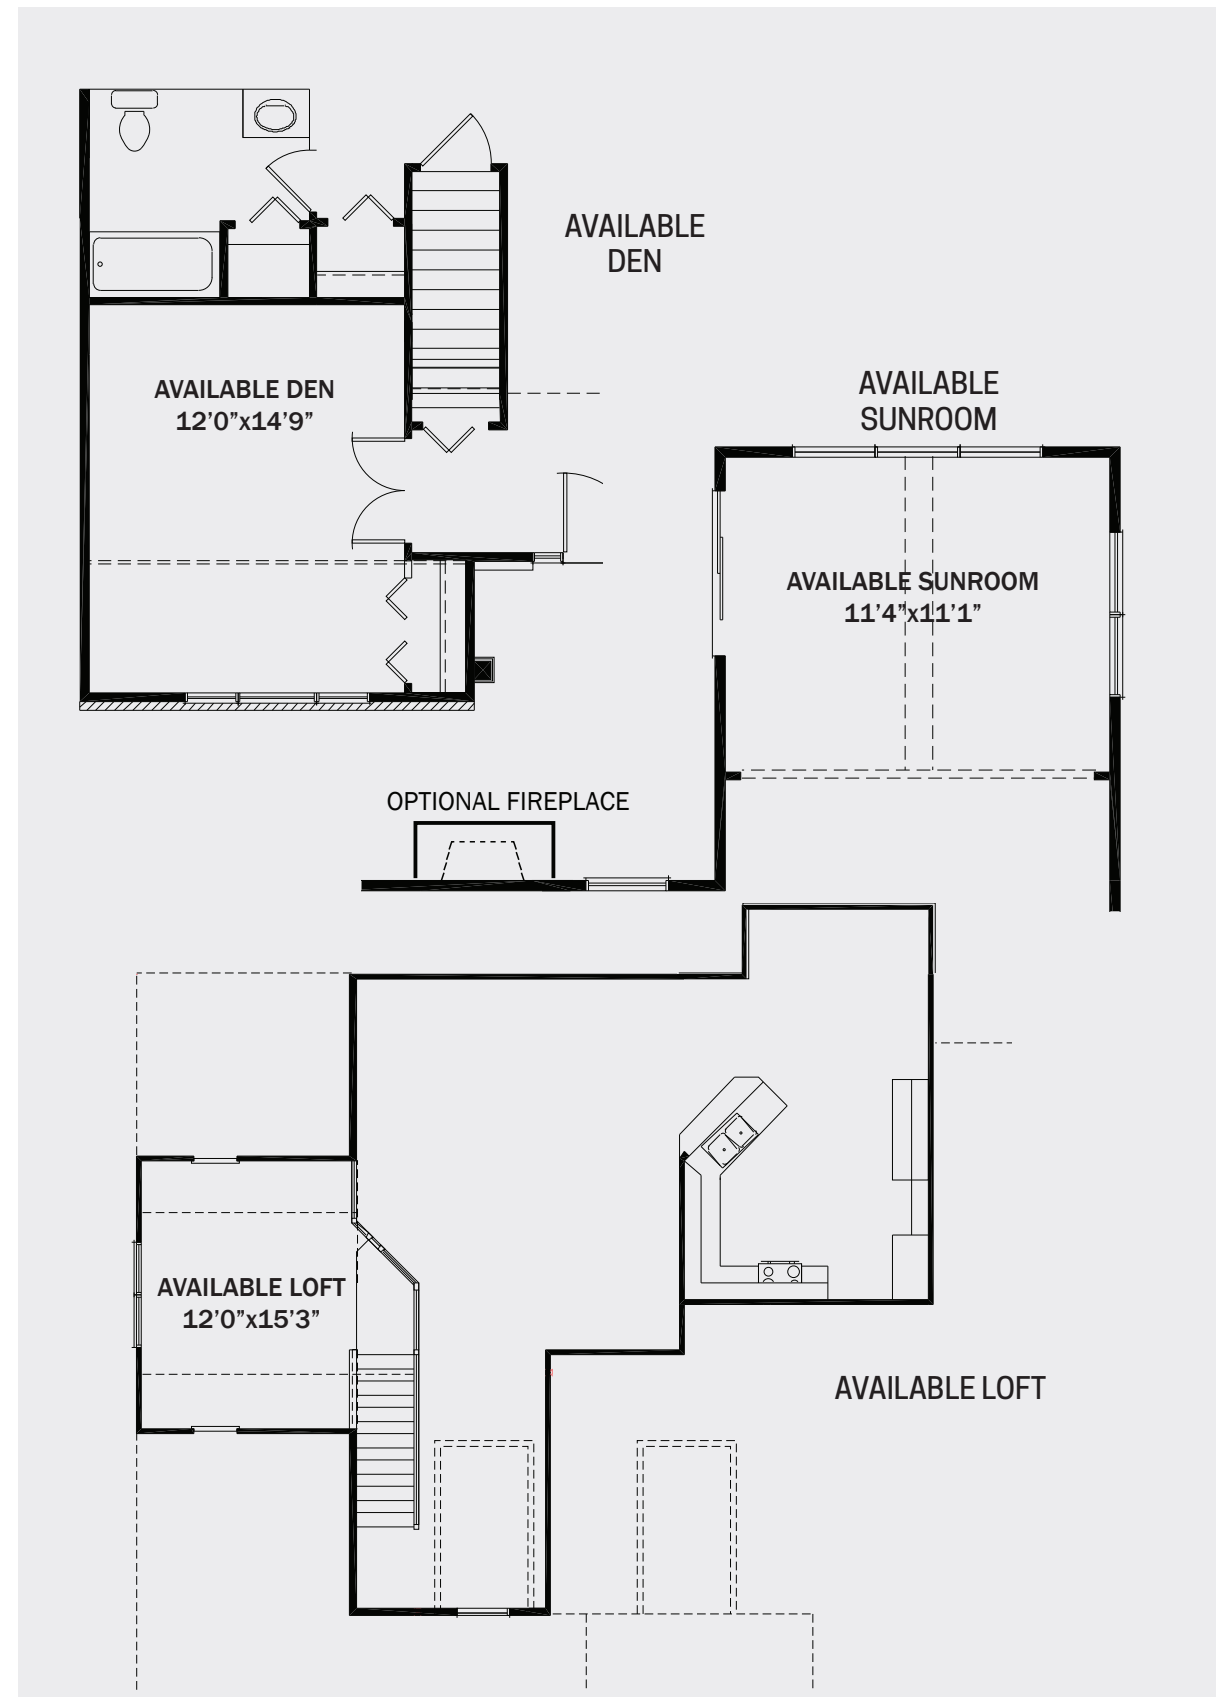 AVAILABLE
DEN
AVAILABLE DEN
12’0”x14’9”
AVAILABLE
SUNROOM
AVAILABLE SUNROOM
11’4”x11’1”
OPTIONAL FIREPLACE
AVAILABLE LOFT
12’0”x15’3”
AVAILABLE LOFT